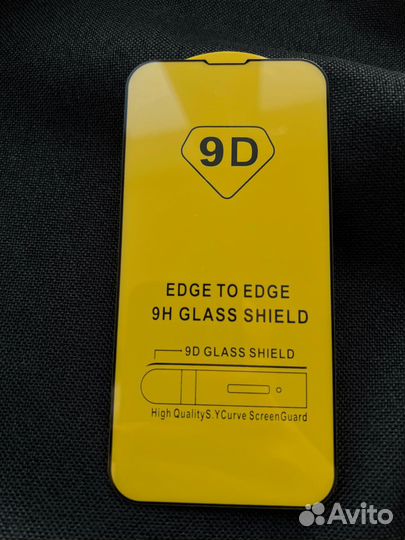 9D
EDGE TO EDGE
9H GLASS SHIELD
9D GLASS SHIELD
High QualityS.YCurve ScreenGuard
Avito